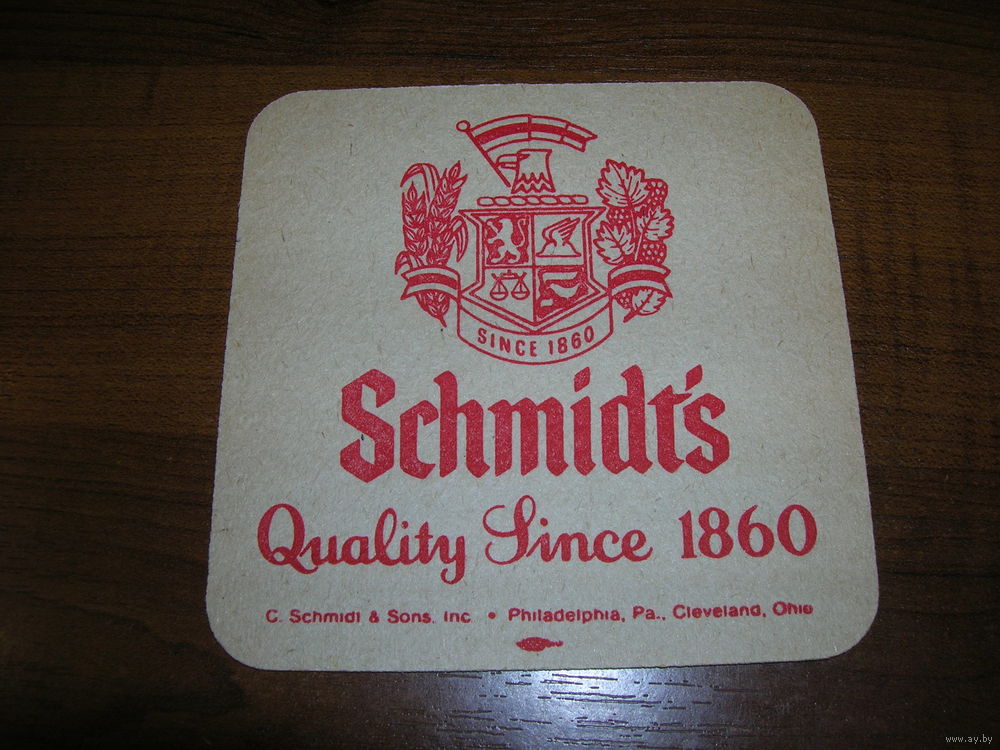 SINCE 1860
Schmidt's
Quality Since 1860
C. Schmidt & Sons, Inc. • Philadelphia, Pa., Cleveland, Ohio
www.ay.by